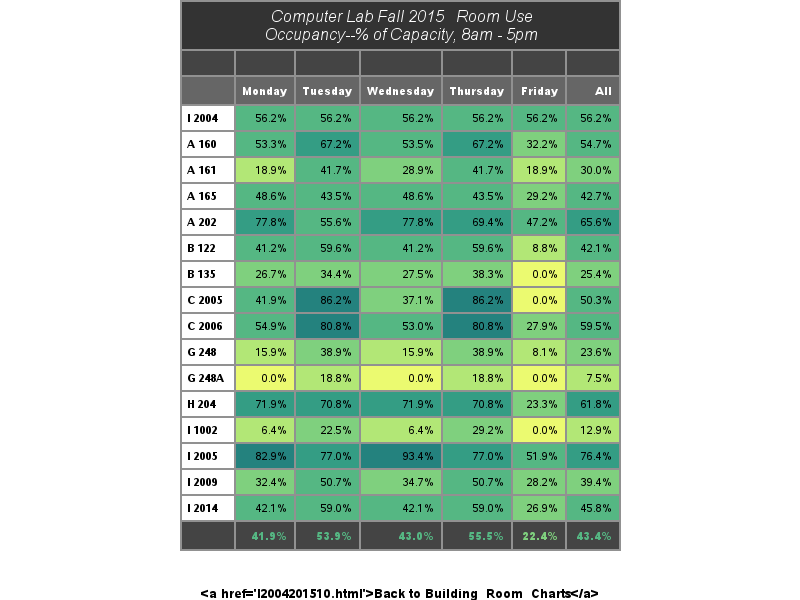 Computer Lab Fall 2015 Room Use
Occupancy--% of Capacity, 8am - 5pm
Monday Tuesday Wednesday Thursday Friday All
I 2004 56.2% 56.2% 56.2% 56.2% 56.2% 56.2%
A 160 53.3% 67.2% 53.5% 67.2% 32.2% 54.7%
A 161 18.9% 41.7% 28.9% 41.7% 18.9% 30.0%
A 165 48.6% 43.5% 48.6% 43.5% 29.2% 42.7%
A 202 77.8% 55.6% 77.8% 69.4% 47.2% 65.6%
B 122 41.2% 59.6% 41.2% 59.6% 8.8% 42.1%
B 135 26.7% 34.4% 27.5% 38.3% 0.0% 25.4%
C 2005 41.9% 86.2% 37.1% 86.2% 0.0% 50.3%
C 2006 54.9% 80.8% 53.0% 80.8% 27.9% 59.5%
G 248 15.9% 38.9% 15.9% 38.9% 8.1% 23.6%
G 248A 0.0% 18.8% 0.0% 18.8% 0.0% 7.5%
H 204 71.9% 70.8% 71.9% 70.8% 23.3% 61.8%
I 1002 6.4% 22.5% 6.4% 29.2% 0.0% 12.9%
I 2005 82.9% 77.0% 93.4% 77.0% 51.9% 76.4%
I 2009 32.4% 50.7% 34.7% 50.7% 28.2% 39.4%
I 2014 42.1% 59.0% 42.1% 59.0% 26.9% 45.8%
41.9% 53.9% 43.0% 55.5% 22.4% 43.4%
<a href='I2004201510.html'>Back to Building Room Charts</a>